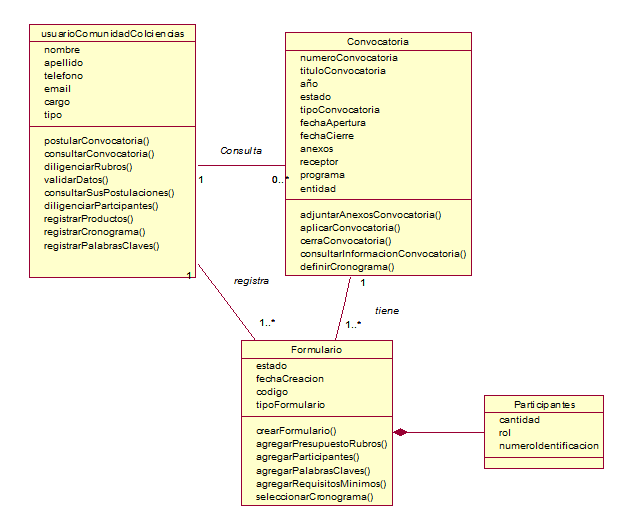 usuarioComunidadColciencias
nombre
apellido
telefono
email
cargo
tipo
postularConvocatoria()
consultarConvocatoria()
diligenciarRubros()
validarDatos()
consultarSusPostulaciones()
diligenciarPartcipantes()
registrarProductos()
registrarCronograma()
registrarPalabrasClaves()
Consulta
1
0..*
Convocatoria
numeroConvocatoria
tituloConvocatoria
año
estado
tipoConvocatoria
fechaApertura
fechaCierre
anexos
receptor
programa
entidad
adjuntarAnexosConvocatoria()
aplicarConvocatoria()
cerraConvocatoria()
consultarInformacionConvocatoria()
definirCronograma()
1
registra
1..*
1
tiene
1..*
Formulario
estado
fechaCreacion
codigo
tipoFormulario
crearFormulario()
agregarPresupuestoRubros()
agregarParticipantes()
agregarPalabrasClaves()
agregarRequisitosMinimos()
seleccionarCronograma()
Participantes
cantidad
rol
numeroIdentificacion